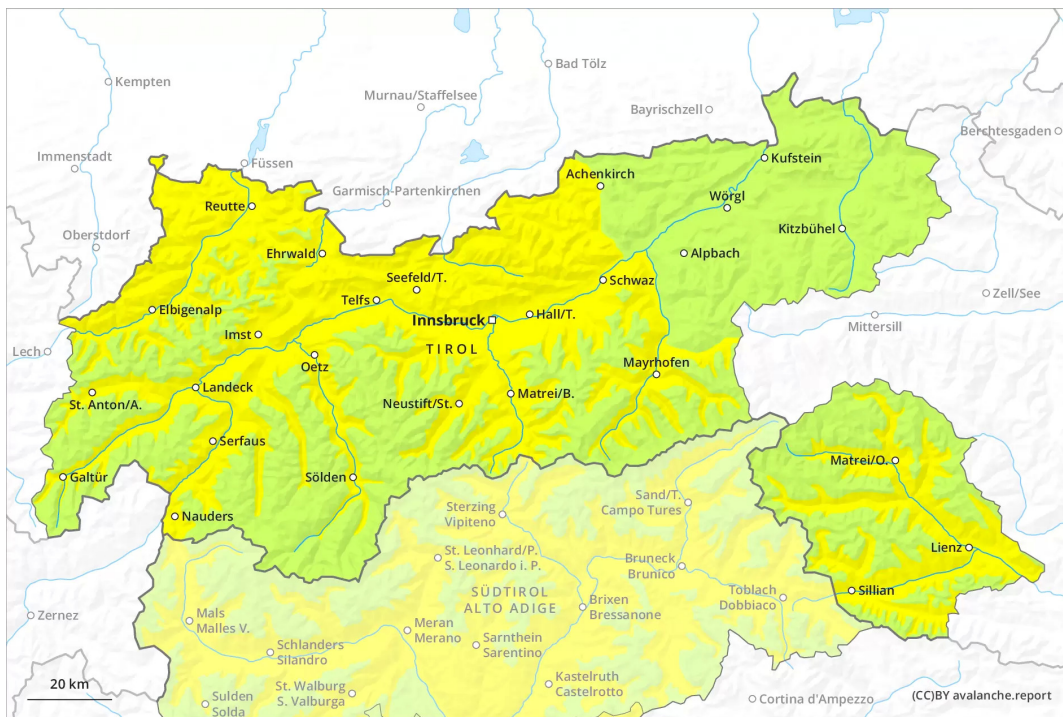 Kempten
Bad Tölz
Murnau/Staffelsee
Bayrischzell
Berchtesgaden
Immenstadt
Füssen
Kufstein
Achenkirch
Garmisch-Partenkirchen
Reutte
Wörgl
Oberstdorf
Kitzbühel
Ehrwald
Alpbach
Seefeld/T.
Schwaz
Zell/See
Telfs
Elbigenalp
Innsbruck
Hall/T.
Mittersill
Imst
TIROL
Lech
Oetz
Mayrhofen
Landeck
St. Anton/A.
Neustift/St.
Matrei/B.
Serfaus
Matrei/O.
Galtür
Sölden
Sand/T.
Campo Tures
Sterzing
Vipiteno
Nauders
Lienz
St. Leonhard/P.
S. Leonardo i. P.
Bruneck
Brunico
Sillian
SÜDTIROL
ALTO ADIGE
Toblach
Dobbiaco
Brixen
Bressanone
Zernez
Mals
Malles V.
Meran
Merano
Sarnthein
Sarentino
Schlanders
Silandro
Kastelruth
Castelrotto
20 km
St. Walburg
S. Valburga
Sulden
Solda
Cortina d'Ampezzo
(CC)BY avalanche.report